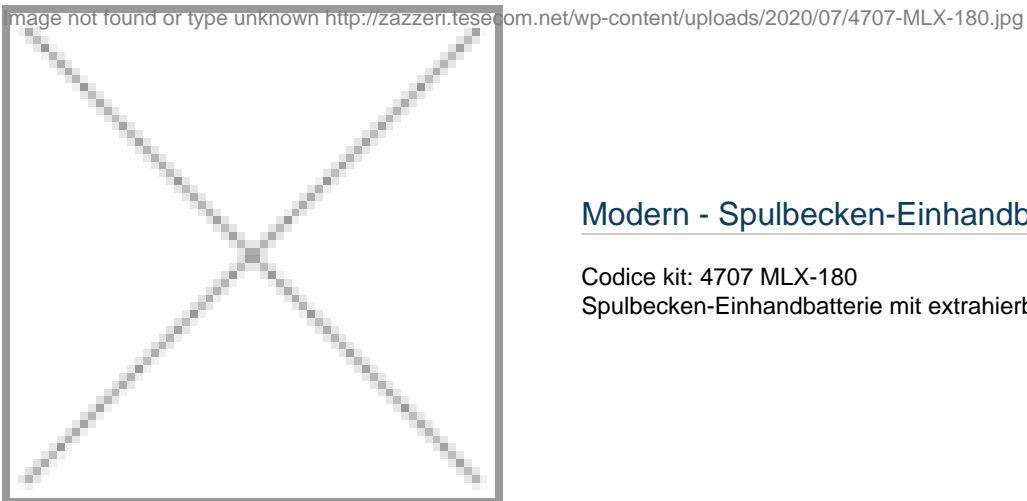 Image not found or type unknown http://zazzeri.tesecom.net/wp-content/uploads/2020/07/4707-MLX-180.jpg
Modern - Spulbecken-Einhandb
Codice kit: 4707 MLX-180
Spulbecken-Einhandbatterie mit extrahierb